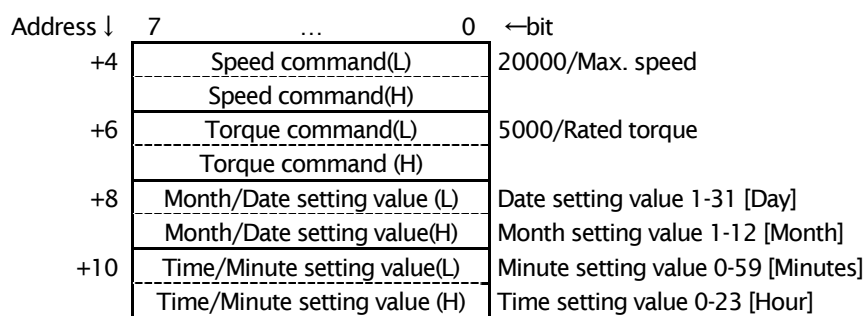 Address↓ 7 … 0 ←bit
+4 Speed command(L) 20000/Max. speed
Speed command(H)
+6 Torque command(L) 5000/Rated torque
Torque command (H)
+8 Month/Date setting value (L) Date setting value 1-31 [Day]
Month/Date setting value(H) Month setting value 1-12 [Month]
+10 Time/Minute setting value(L) Minute setting value 0-59 [Minutes]
Time/Minute setting value (H) Time setting value 0-23 [Hour]